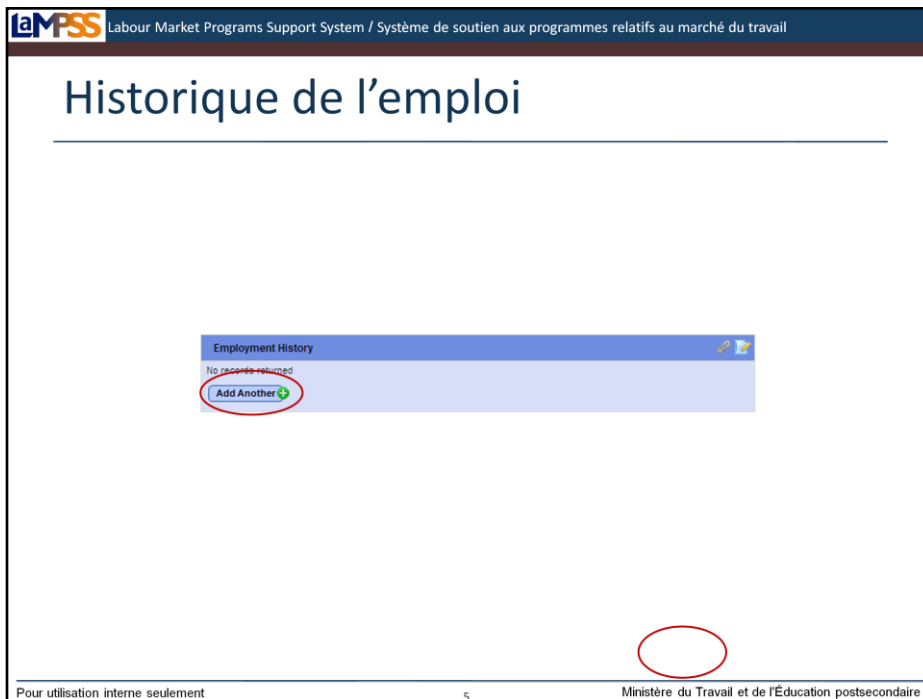 LaMPSS Labour Market Programs Support System / Système de soutien aux programmes relatifs au marché du travail
Historique de l’emploi
Employment History
No records returned
Add Another
Pour utilisation interne seulement
5
Ministère du Travail et de l'Éducation postsecondaire